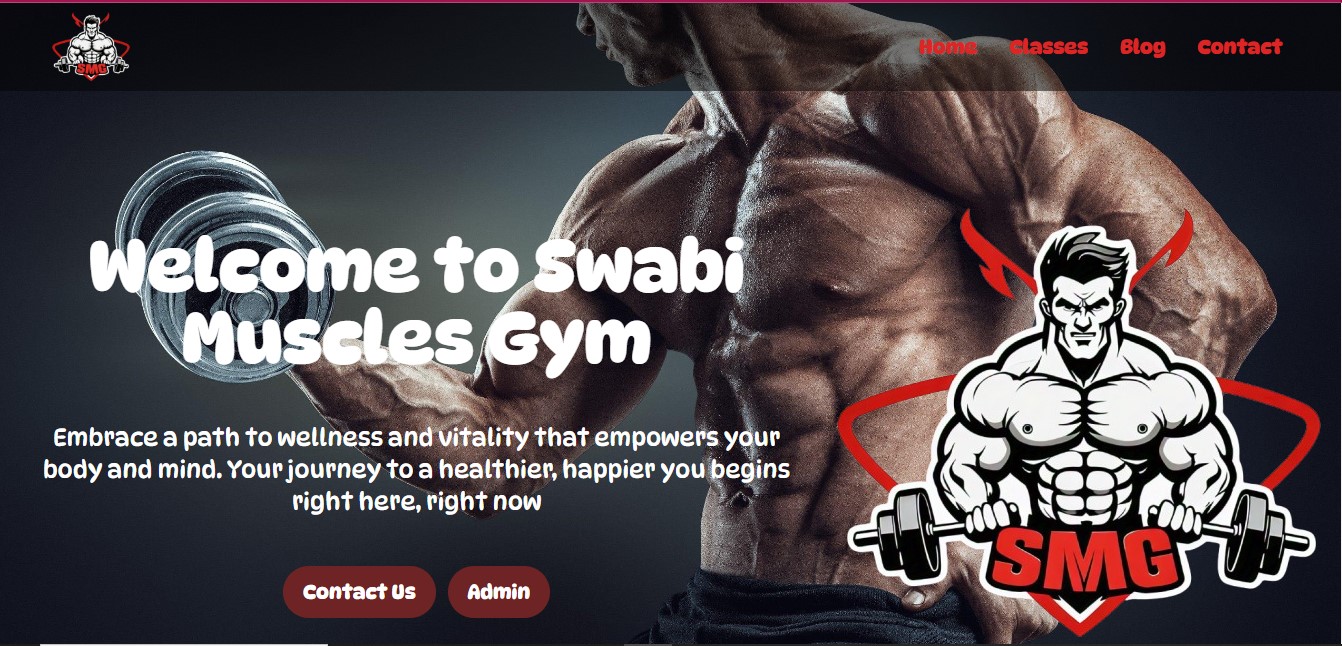 SMG
Home Classes Blog Contact
Welcome to Swabi
Muscles Gym
Embrace a path to wellness and vitality that empowers your
body and mind. Your journey to a healthier, happier you begins
right here, right now
Contact Us Admin
SMG